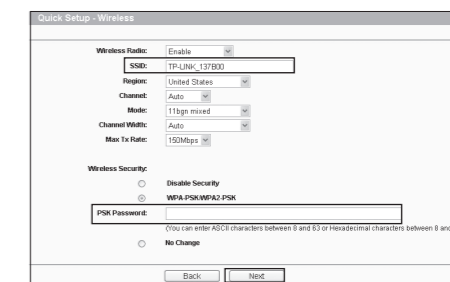 Quick Setup - Wireless
Wireless Radio: Enable
SSID: TP-LINK_137B00
Region: United States
Channel: Auto
Mode: 11bgn mixed
Channel Width: Auto
Max Tx Rate: 150Mbps
Wireless Security:
Disable Security
WPA-PSK/WPA2-PSK
PSK Password:
(You can enter ASCII characters between 8 and 63 or Hexadecimal characters between 8 and
No Change
Back Next